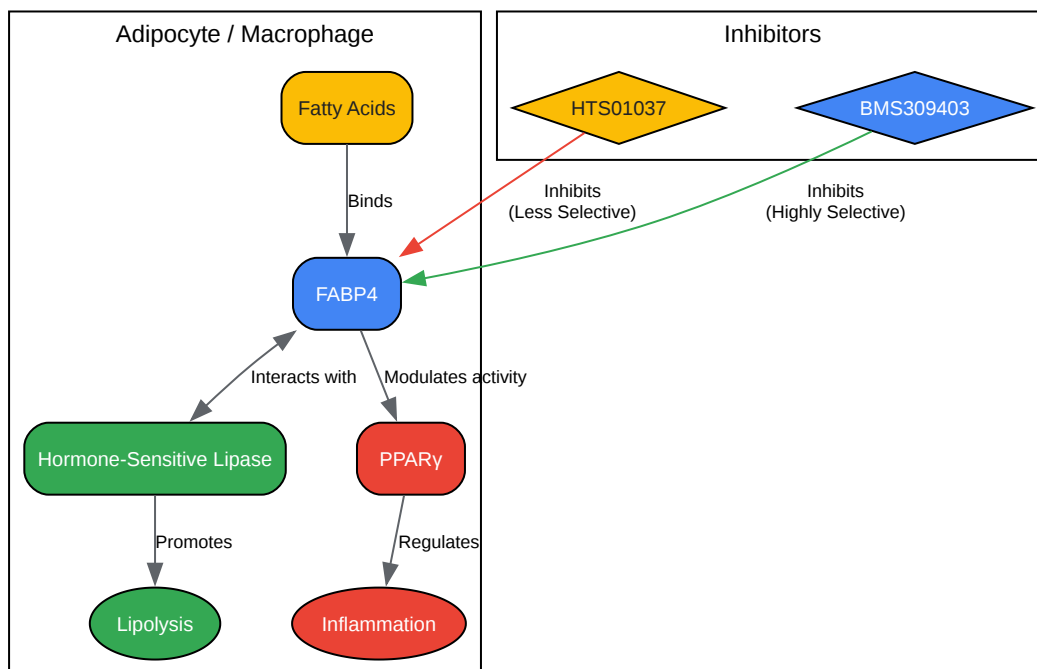 Adipocyte / Macrophage
Inhibitors
Fatty Acids
HTS01037
BMS309403
Binds
Inhibits
(Less Selective)
Inhibits
(Highly Selective)
FABP4
Interacts with
Modulates activity
Hormone-Sensitive Lipase
PPARγ
Promotes
Regulates
Lipolysis
Inflammation